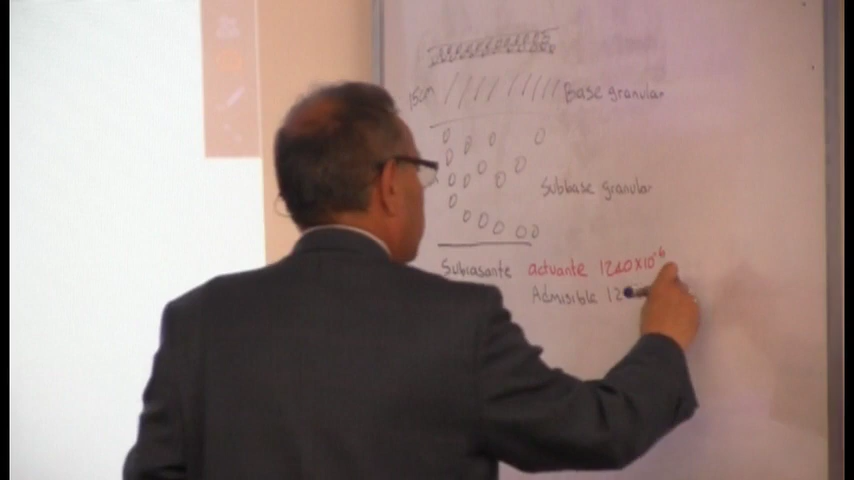 15cm Base granular
Subbase granular
Subrasante actuante 1240x10⁻⁶
Admisible 12